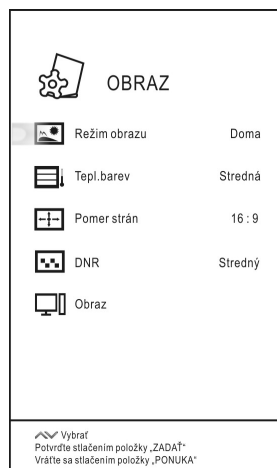 OBRAZ
Režim obrazu Doma
Tepl.barev Stredná
Pomer strán 16 : 9
DNR Stredný
Obraz
Vybrať
Potvrďte stlačením položky „ZADAŤ“
Vráťte sa stlačením položky „PONUKA“